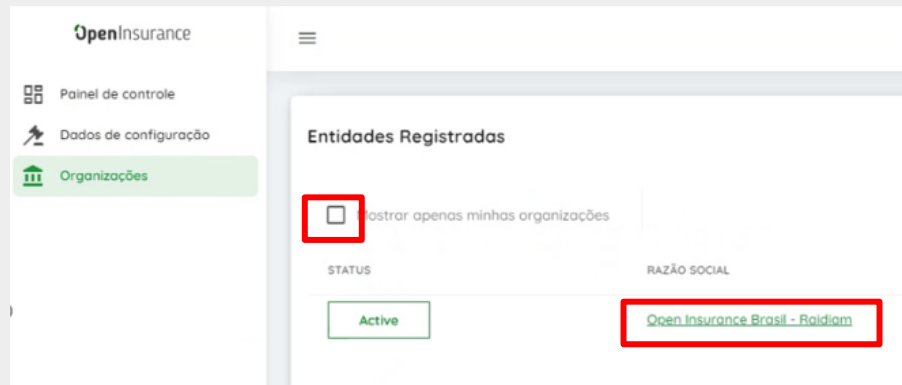 OpenInsurance
Painel de controle
Dados de configuração
Organizações
Entidades Registradas
Mostrar apenas minhas organizações
STATUS
RAZÃO SOCIAL
Active
Open Insurance Brasil - Raidiam